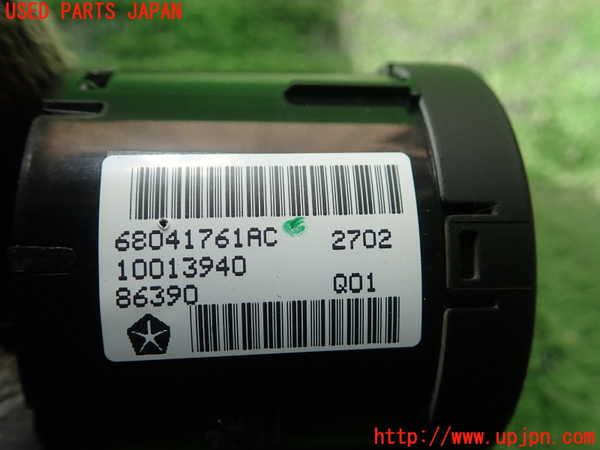 USED PARTS JAPAN
68041761AC 2702
10013940
86390 Q01
http://www.upjpn.com/